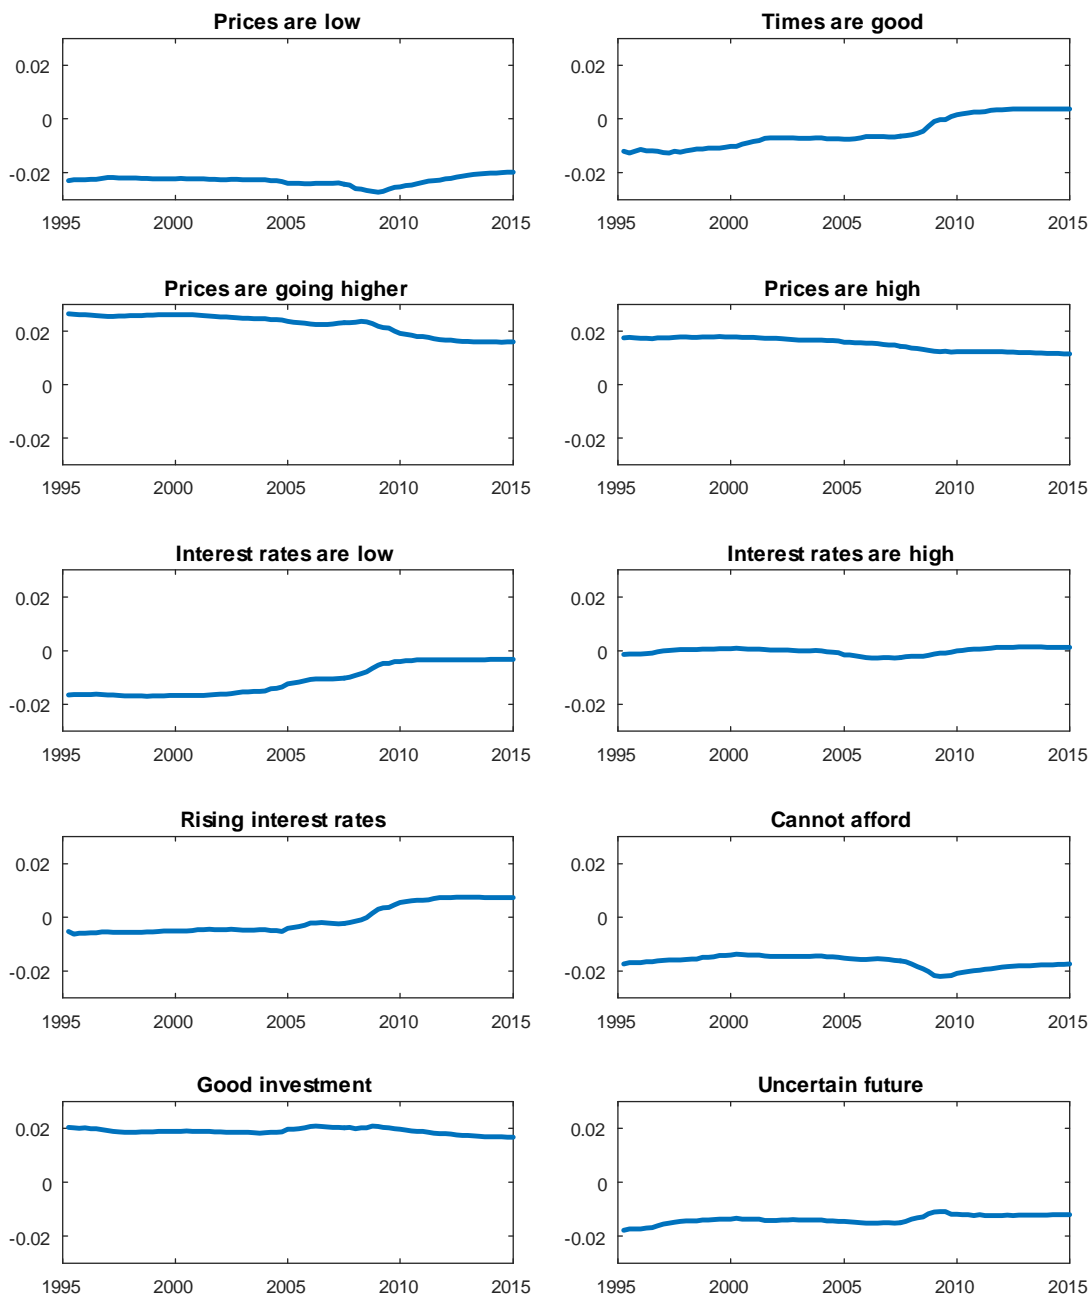 Prices are low
0.02
0
-0.02
1995 2000 2005 2010 2015
Times are good
0.02
0
-0.02
1995 2000 2005 2010 2015
Prices are going higher
0.02
0
-0.02
1995 2000 2005 2010 2015
Prices are high
0.02
0
-0.02
1995 2000 2005 2010 2015
Interest rates are low
0.02
0
-0.02
1995 2000 2005 2010 2015
Interest rates are high
0.02
0
-0.02
1995 2000 2005 2010 2015
Rising interest rates
0.02
0
-0.02
1995 2000 2005 2010 2015
Cannot afford
0.02
0
-0.02
1995 2000 2005 2010 2015
Good investment
0.02
0
-0.02
1995 2000 2005 2010 2015
Uncertain future
0.02
0
-0.02
1995 2000 2005 2010 2015